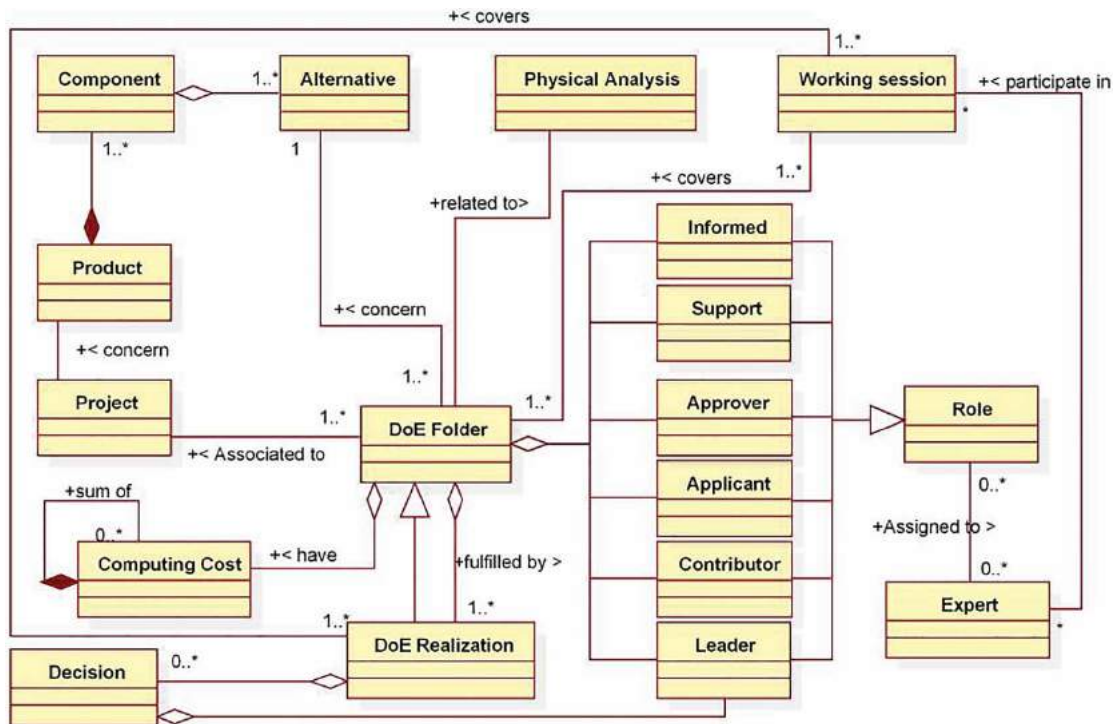 +< covers
1..*
Component
1..*
Alternative
Physical Analysis
Working session
+< participate in
*
1..*
1
1..*
+< covers
+related to>
Informed
Product
Support
+< concern
+< concern
1..*
1..*
Project
1..*
DoE Folder
Approver
Role
+< Associated to
+sum of
Applicant
0..*
0..*
+Assigned to >
Computing Cost
+< have
+fulfilled by >
Contributor
0..*
Expert
1..*
1..*
*
DoE Realization
Leader
0..*
Decision